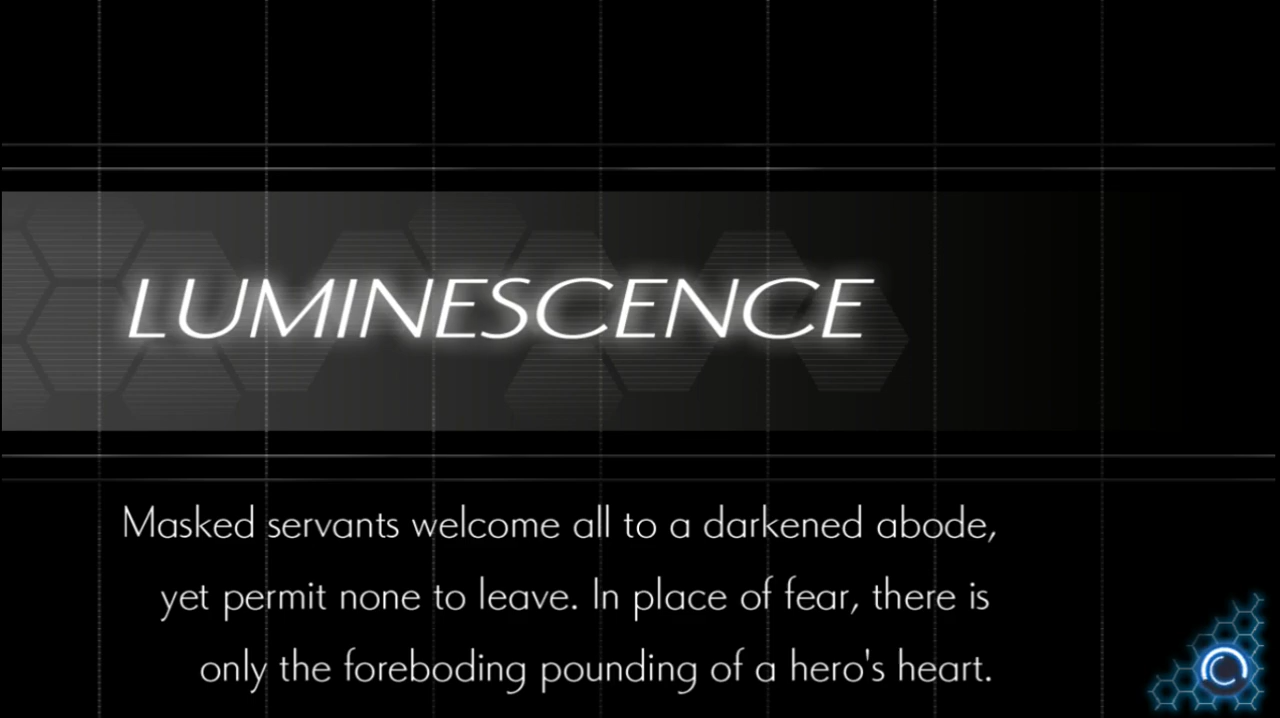 LUMINESCENCE
Masked servants welcome all to a darkened abode,
yet permit none to leave. In place of fear, there is
only the foreboding pounding of a hero's heart.